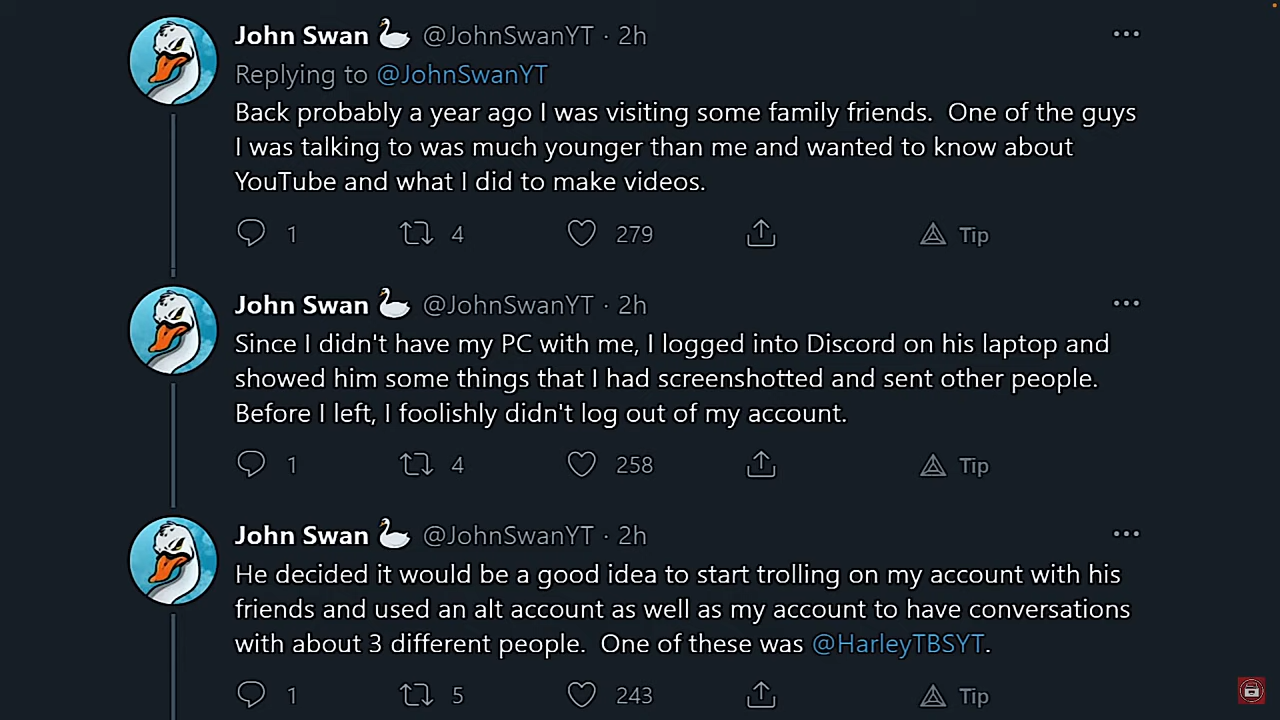 John Swan 🦢 @JohnSwanYT · 2h
Replying to @JohnSwanYT
Back probably a year ago I was visiting some family friends.  One of the guys
I was talking to was much younger than me and wanted to know about
YouTube and what I did to make videos.
1 4 279 Tip
John Swan 🦢 @JohnSwanYT · 2h
Since I didn't have my PC with me, I logged into Discord on his laptop and
showed him some things that I had screenshotted and sent other people.
Before I left, I foolishly didn't log out of my account.
1 4 258 Tip
John Swan 🦢 @JohnSwanYT · 2h
He decided it would be a good idea to start trolling on my account with his
friends and used an alt account as well as my account to have conversations
with about 3 different people.  One of these was @HarleyTBSYT.
1 5 243 Tip